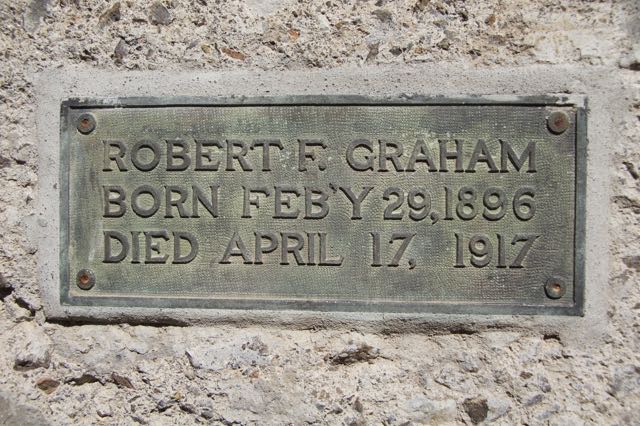 ROBERT F. GRAHAM
BORN FEB'Y 29, 1896
DIED APRIL 17, 1917